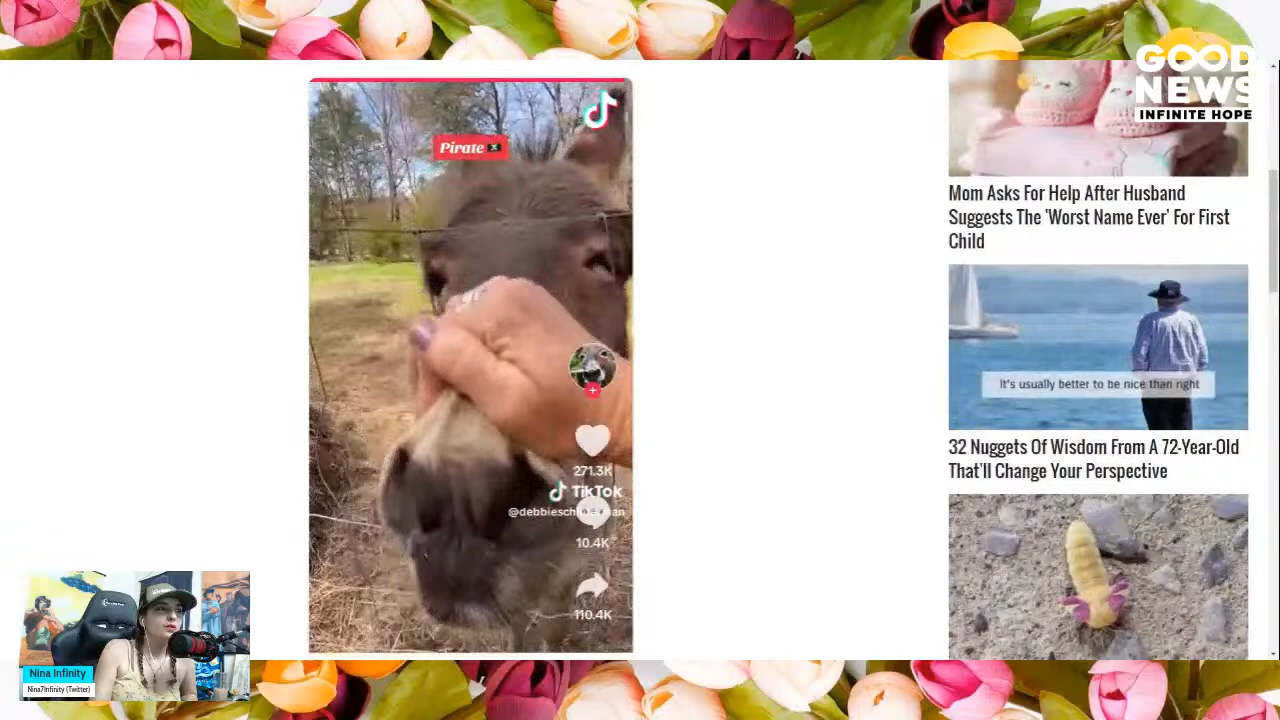 GOOD
NEWS
INFINITE HOPE
Pirate
271.3K
TikTok
10.4K
110.4K
Mom Asks For Help After Husband
Suggests The 'Worst Name Ever' For First
Child
It's usually better to be nice than right
32 Nuggets Of Wisdom From A 72-Year-Old
That'll Change Your Perspective
Nina Infinity
Nina7Infinity (Twitter)